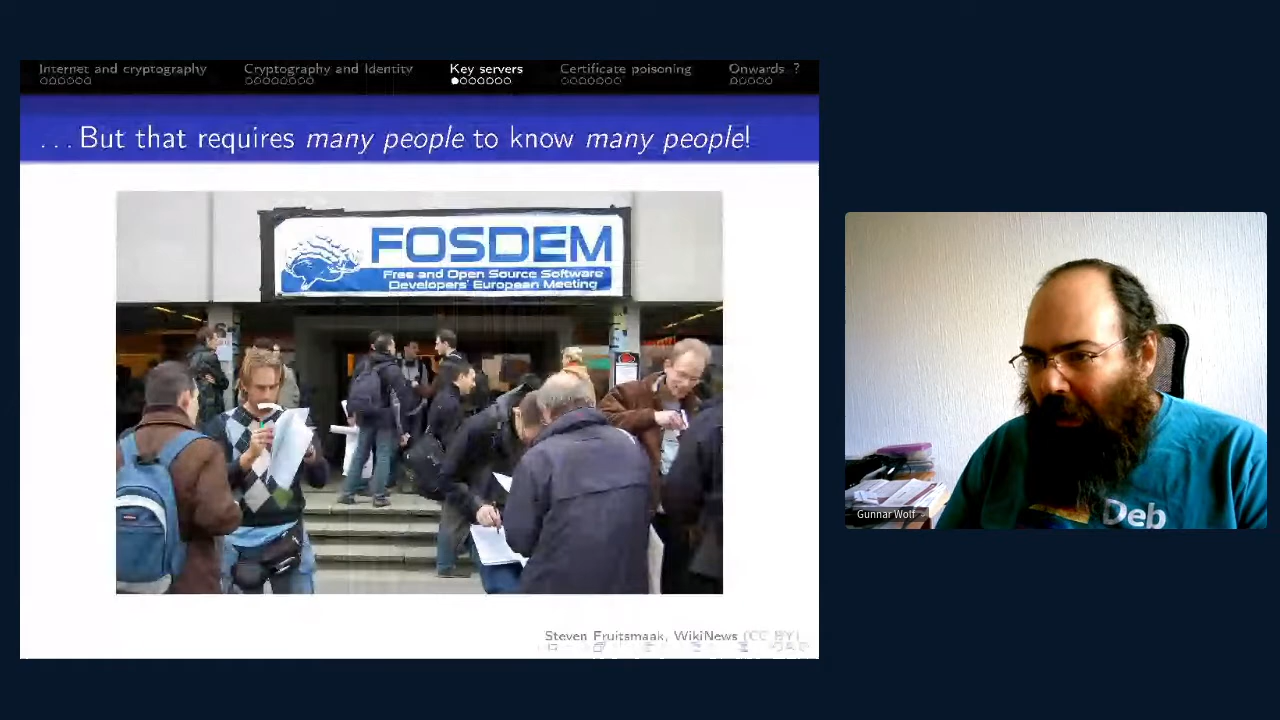 Internet and cryptography
Cryptography and Identity
Key servers
Certificate poisoning
Onwards ?
...But that requires many people to know many people!
FOSDEM
Free and Open Source Software
Developers' European Meeting
Steven Fruitsmaak, WikiNews (CC BY)
Gunnar Wolf
Deb